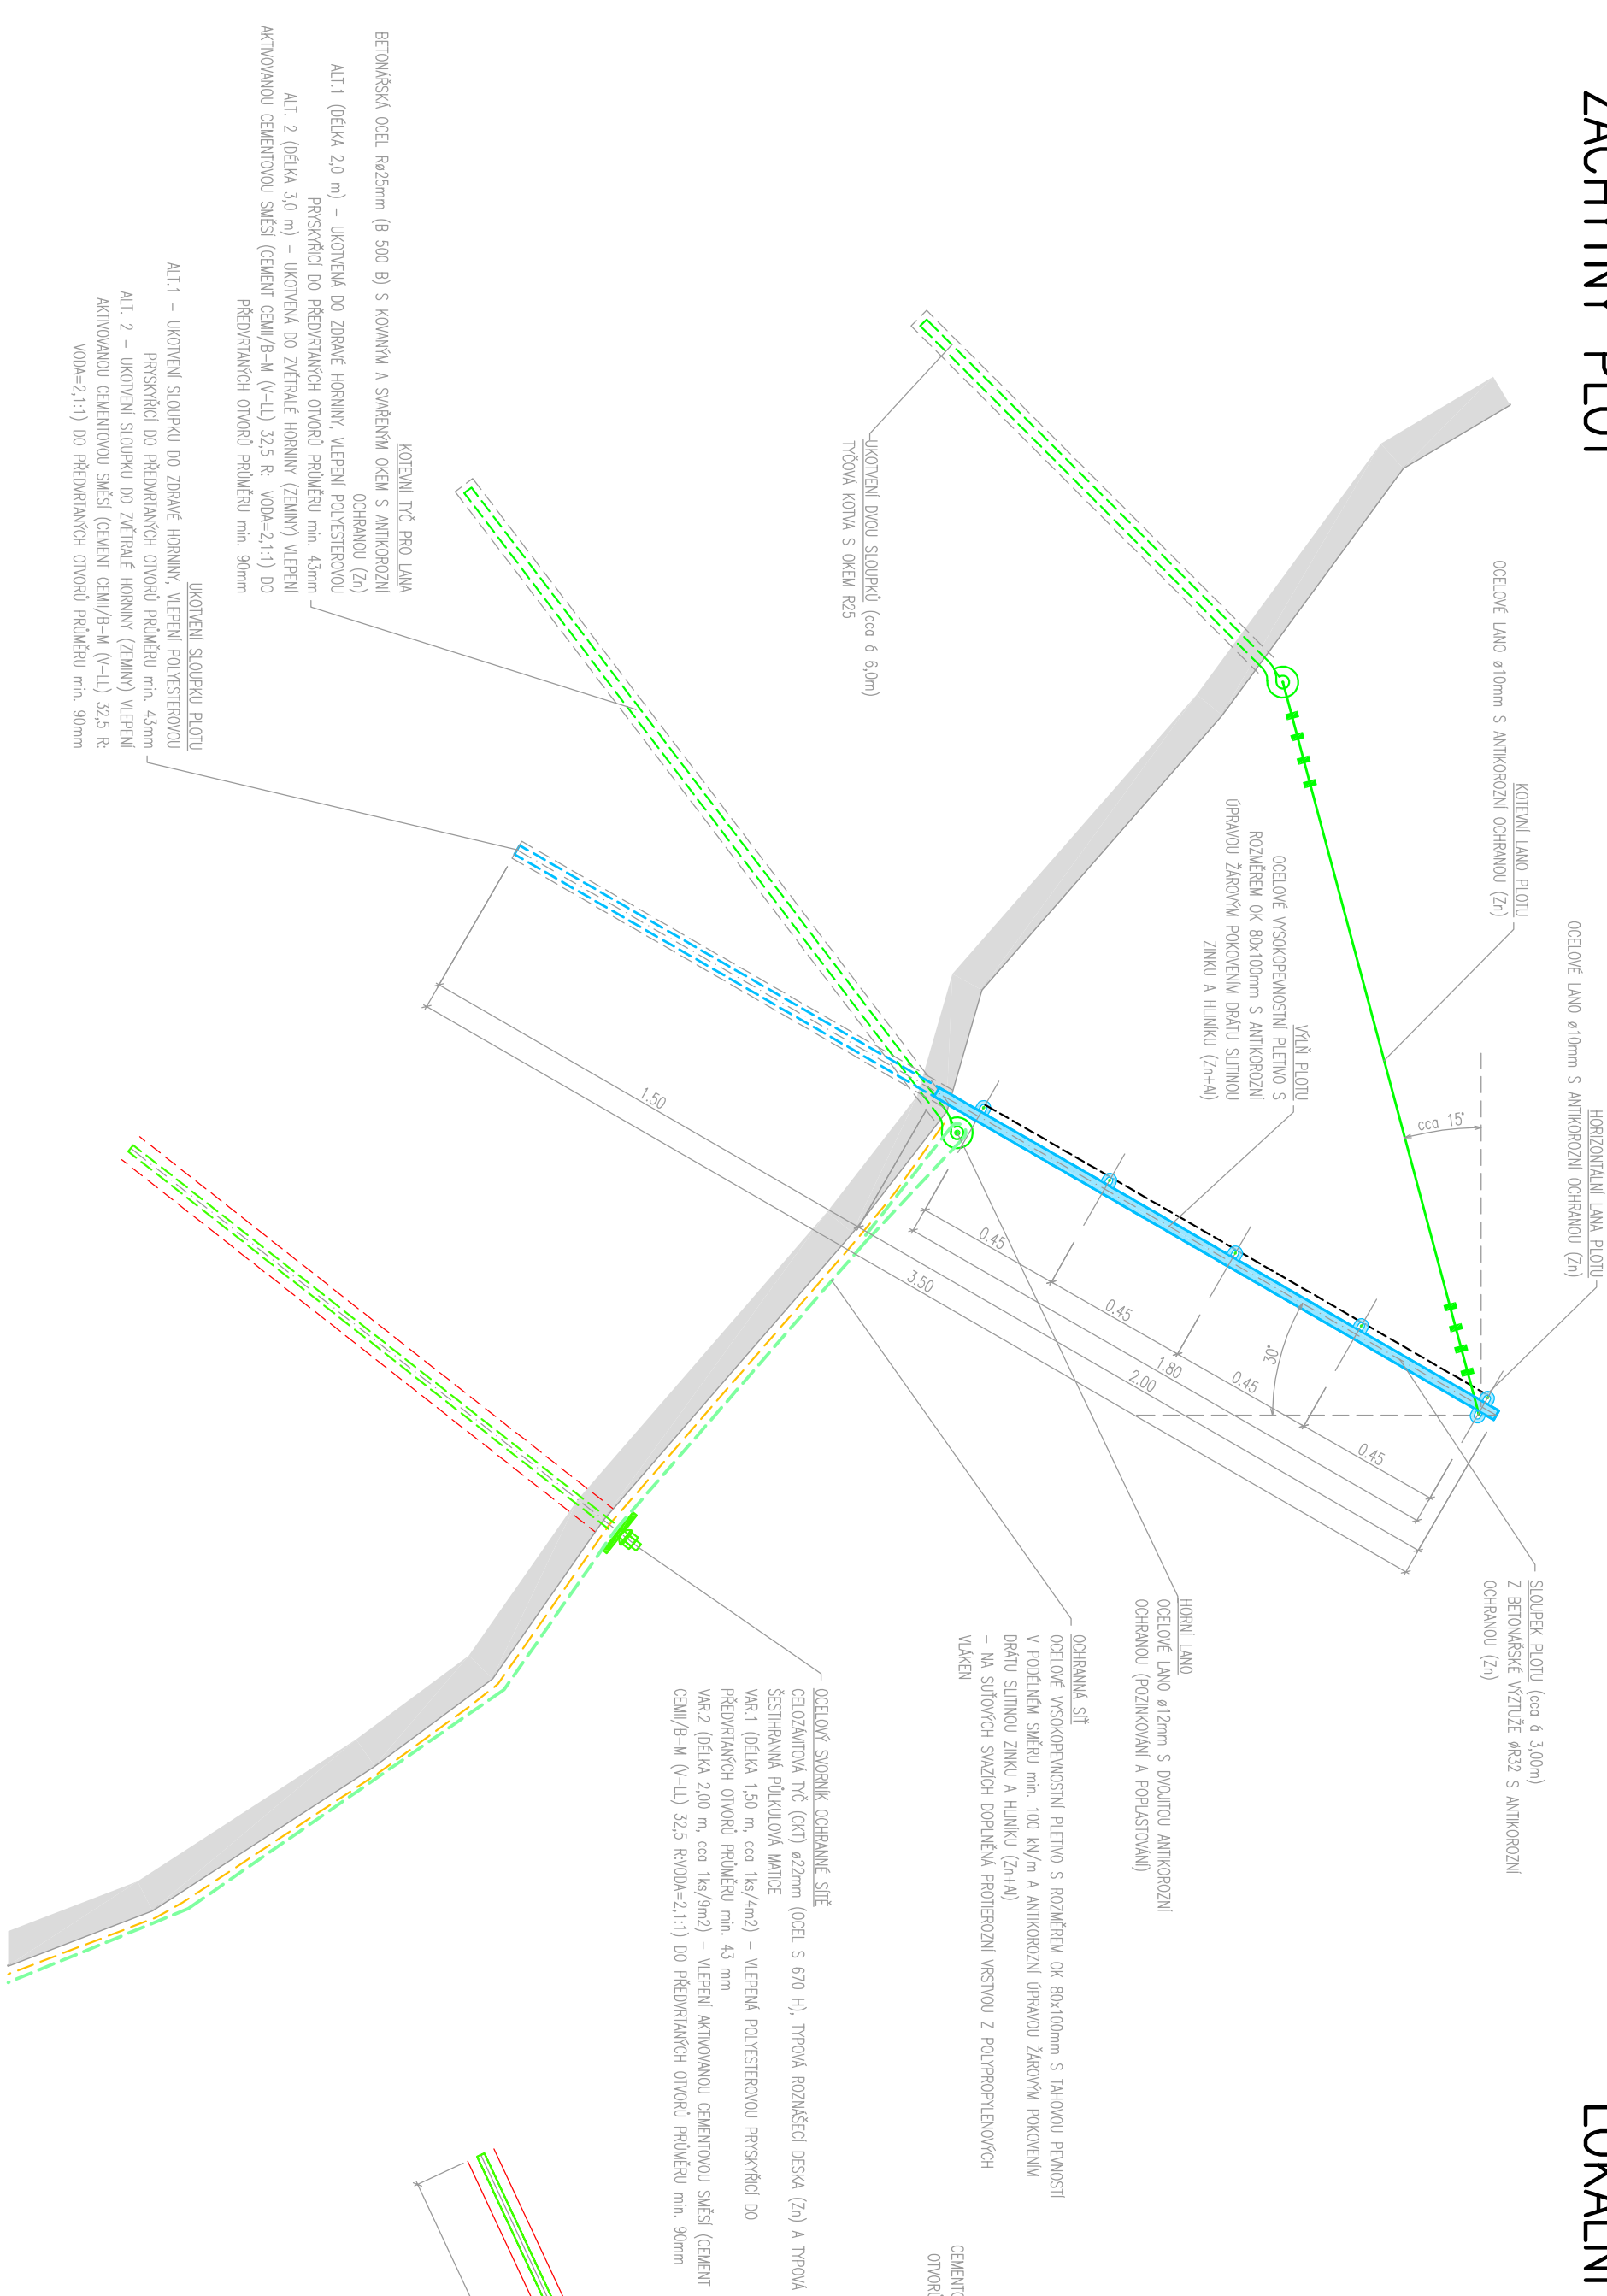 ZÁCHYTNÝ PLOT
LOKÁLNÍ
HORIZONTÁLNÍ LANA PLOTU
OCELOVÉ LANO ø10mm S ANTIKOROZNÍ OCHRANOU (Zn)
KOTEVNÍ LANO PLOTU
OCELOVÉ LANO ø10mm S ANTIKOROZNÍ OCHRANOU (Zn)
cca 15°
SLOUPEK PLOTU (cca á 3,00m)
Z BETONÁŘSKÉ VÝZTUŽE ØR32 S ANTIKOROZNÍ
OCHRANOU (Zn)
VÝLŇ PLOTU
OCELOVÉ VYSOKOPEVNOSTNÍ PLETIVO S
ROZMĚREM OK 80x100mm S ANTIKOROZNÍ
ÚPRAVOU ŽÁROVÝM POKOVENÍM DRÁTU SLITINOU
ZINKU A HLINÍKU (Zn+Al)
30°
0.45
0.45
0.45
0.45
1.80
2.00
3.50
1.50
HORNÍ LANO
OCELOVÉ LANO ø12mm S DVOJITOU ANTIKOROZNÍ
OCHRANOU (POZINKOVÁNÍ A POPLASTOVÁNÍ)
OCHRANNÁ SÍŤ
OCELOVÉ VYSOKOPEVNOSTNÍ PLETIVO S ROZMĚREM OK 80x100mm S TAHOVOU PEVNOSTÍ
V PODÉLNÉM SMĚRU min. 100 kN/m A ANTIKOROZNÍ ÚPRAVOU ŽÁROVÝM POKOVENÍM
DRÁTU SLITINOU ZINKU A HLINÍKU (Zn+Al)
- NA SUŤOVÝCH SVAZÍCH DOPLNĚNÁ PROTIEROZNÍ VRSTVOU Z POLYPROPYLENOVÝCH
VLÁKEN
UKOTVENÍ DVOU SLOUPKŮ (cca á 6,0m)
TYČOVÁ KOTVA S OKEM R25
OCELOVÝ SVORNÍK OCHRANNÉ SÍTĚ
CELOZÁVITOVÁ TYČ (CKT) ø22mm (OCEL S 670 H), TYPOVÁ ROZNÁŠECÍ DESKA (Zn) A TYPOVÁ
ŠESTIHRANNÁ PŮLKULOVÁ MATICE
VAR.1 (DÉLKA 1,50 m, cca 1ks/4m2) - VLEPENÁ POLYESTEROVOU PRYSKYŘICÍ DO
PŘEDVRTANÝCH OTVORŮ PRŮMĚRU min. 43 mm
VAR.2 (DÉLKA 2,00 m, cca 1ks/9m2) - VLEPENÍ AKTIVOVANOU CEMENTOVOU SMĚSÍ (CEMENT
CEMII/B-M (V-LL) 32,5 R:VODA=2,1:1) DO PŘEDVRTANÝCH OTVORŮ PRŮMĚRU min. 90mm
KOTEVNÍ TYČ PRO LANA
BETONÁŘSKÁ OCEL Rø25mm (B 500 B) S KOVANÝM A SVAŘENÝM OKEM S ANTIKOROZNÍ
OCHRANOU (Zn)
ALT.1 (DÉLKA 2,0 m) - UKOTVENÁ DO ZDRAVÉ HORNINY, VLEPENÍ POLYESTEROVOU
PRYSKYŘICÍ DO PŘEDVRTANÝCH OTVORŮ PRŮMĚRU min. 43mm
ALT. 2 (DÉLKA 3,0 m) - UKOTVENÁ DO ZVĚTRALÉ HORNINY (ZEMINY) VLEPENÍ
AKTIVOVANOU CEMENTOVOU SMĚSÍ (CEMENT CEMII/B-M (V-LL) 32,5 R: VODA=2,1:1) DO
PŘEDVRTANÝCH OTVORŮ PRŮMĚRU min. 90mm
UKOTVENÍ SLOUPKU PLOTU
ALT.1 - UKOTVENÍ SLOUPKU DO ZDRAVÉ HORNINY, VLEPENÍ POLYESTEROVOU
PRYSKYŘICÍ DO PŘEDVRTANÝCH OTVORŮ PRŮMĚRU min. 43mm
ALT. 2 - UKOTVENÍ SLOUPKU DO ZVĚTRALÉ HORNINY (ZEMINY) VLEPENÍ
AKTIVOVANOU CEMENTOVOU SMĚSÍ (CEMENT CEMII/B-M (V-LL) 32,5 R:
VODA=2,1:1) DO PŘEDVRTANÝCH OTVORŮ PRŮMĚRU min. 90mm
CEMENTO
OTVORŮ